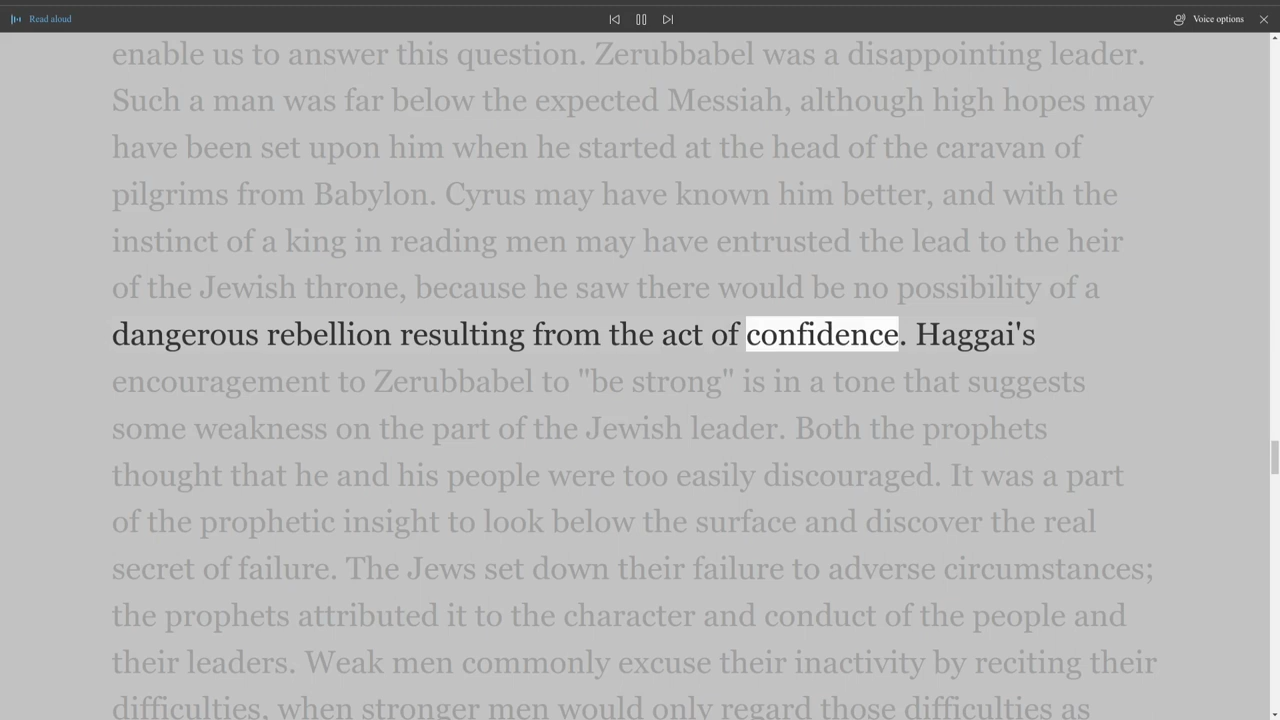 Read aloud
Voice options
enable us to answer this question. Zerubbabel was a disappointing leader.
Such a man was far below the expected Messiah, although high hopes may
have been set upon him when he started at the head of the caravan of
pilgrims from Babylon. Cyrus may have known him better, and with the
instinct of a king in reading men may have entrusted the lead to the heir
of the Jewish throne, because he saw there would be no possibility of a
dangerous rebellion resulting from the act of confidence. Haggai's
encouragement to Zerubbabel to "be strong" is in a tone that suggests
some weakness on the part of the Jewish leader. Both the prophets
thought that he and his people were too easily discouraged. It was a part
of the prophetic insight to look below the surface and discover the real
secret of failure. The Jews set down their failure to adverse circumstances;
the prophets attributed it to the character and conduct of the people and
their leaders. Weak men commonly excuse their inactivity by reciting their
difficulties, when stronger men would only regard those difficulties as